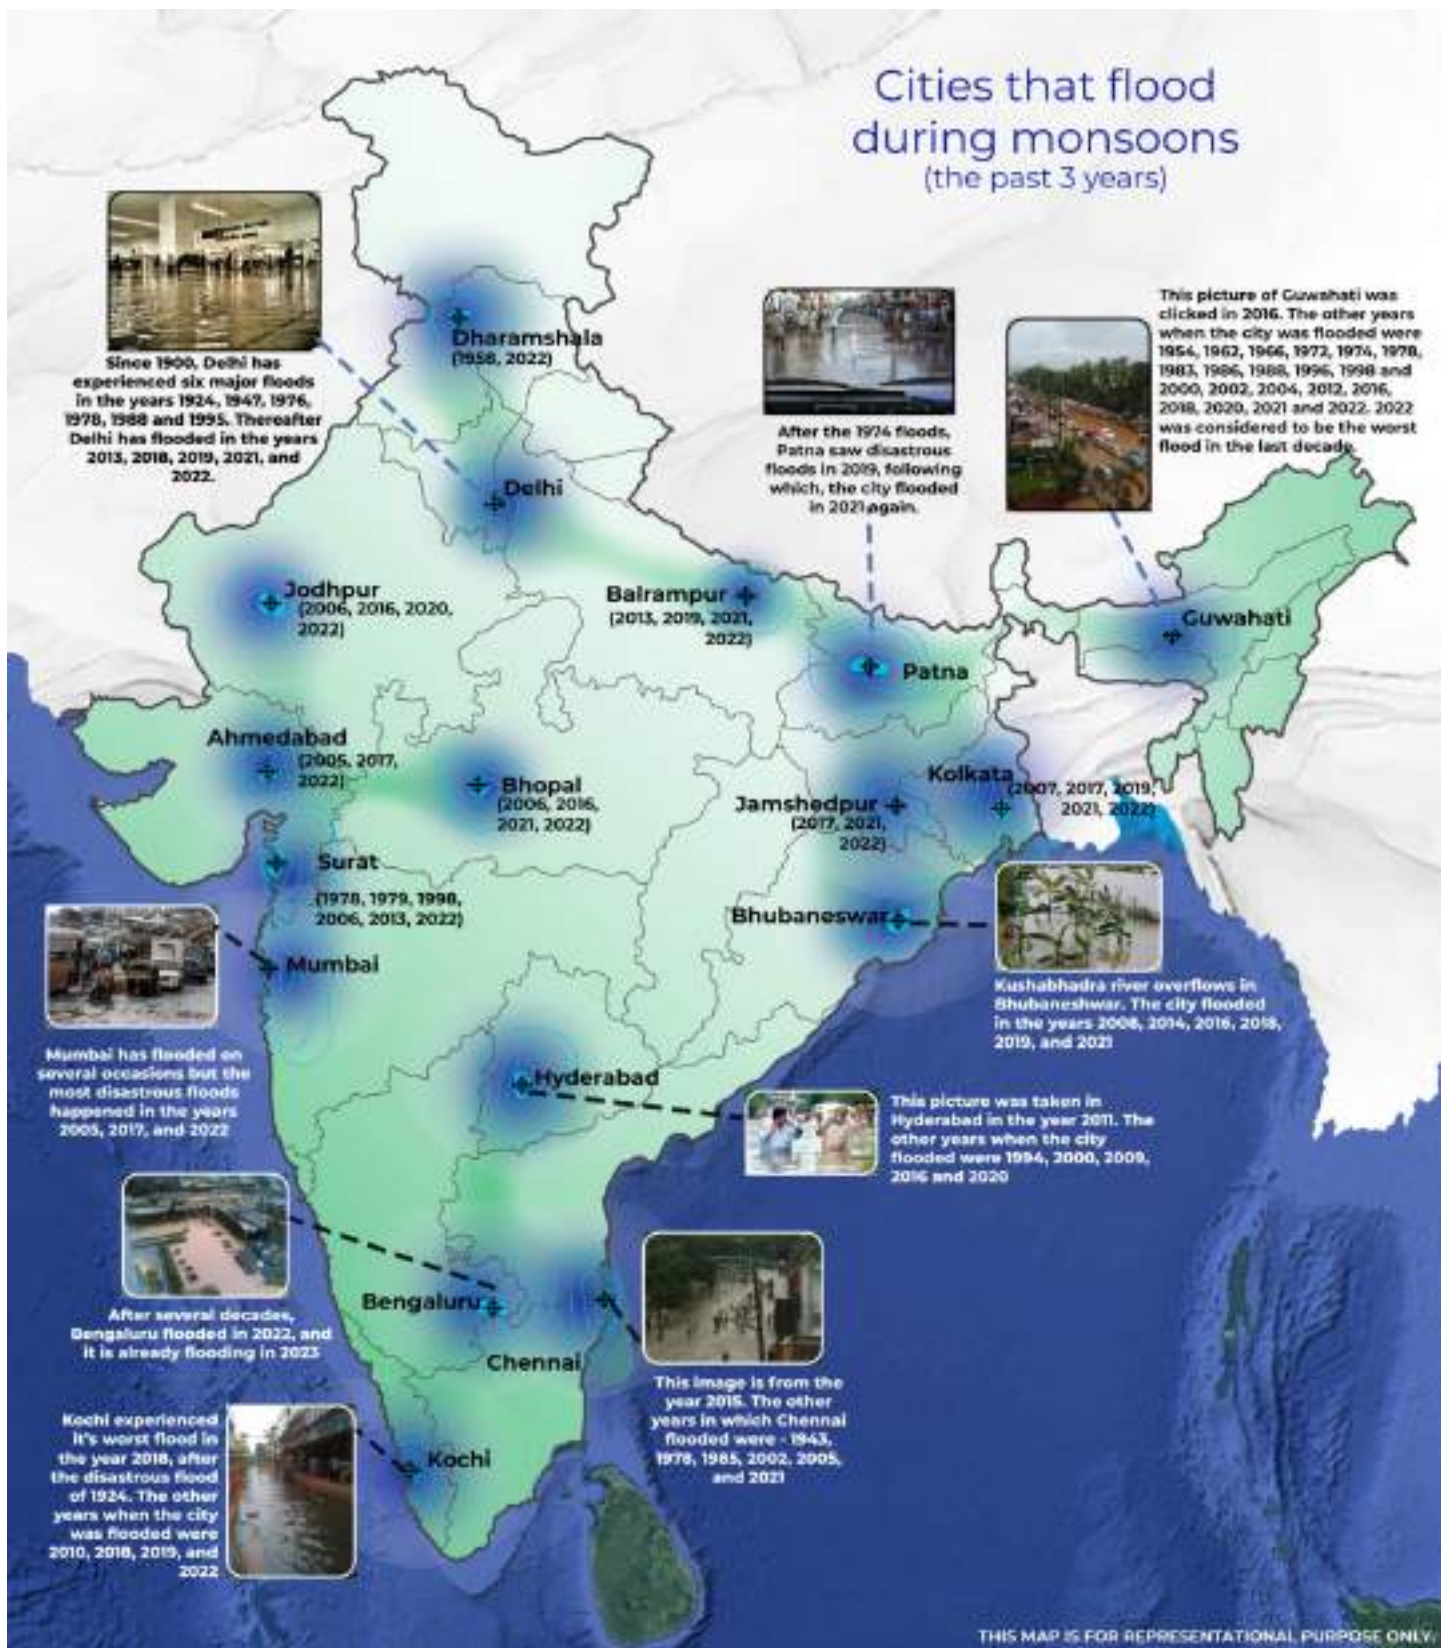 Cities that flood
during monsoons
(the past 3 years)
Since 1900, Delhi has
experienced six major floods
in the years 1924, 1947, 1976,
1978, 1988 and 1995. Thereafter
Delhi has flooded in the years
2013, 2018, 2019, 2021, and
2022.
Dharamshala
(1958, 2022)
After the 1974 floods,
Patna saw disastrous
floods in 2019, following
which, the city flooded
in 2021 again.
This picture of Guwahati was
clicked in 2016. The other years
when the city was flooded were
1954, 1962, 1966, 1972, 1974, 1978,
1983, 1986, 1988, 1996, 1998 and
2000, 2002, 2004, 2012, 2016,
2018, 2020, 2021 and 2022. 2022
was considered to be the worst
flood in the last decade.
Delhi
Jodhpur
(2006, 2016, 2020,
2022)
Balrampur
(2013, 2019, 2021,
2022)
Guwahati
Patna
Ahmedabad
(2005, 2017,
2022)
Bhopal
(2006, 2016,
2021, 2022)
Kolkata
(2007, 2017, 2019,
2021, 2022)
Jamshedpur
(2017, 2021,
2022)
Surat
(1978, 1979, 1998,
2006, 2013, 2022)
Bhubaneswar
Kushabhadra river overflows in
Bhubaneshwar. The city flooded
in the years 2008, 2014, 2016, 2018,
2019, and 2021
Mumbai
Mumbai has flooded on
several occasions but the
most disastrous floods
happened in the years
2005, 2017, and 2022
Hyderabad
This picture was taken in
Hyderabad in the year 2011. The
other years when the city
flooded were 1994, 2000, 2009,
2016 and 2020
Bengaluru
After several decades,
Bengaluru flooded in 2022, and
it is already flooding in 2023
Chennai
This image is from the
year 2015. The other
years in which Chennai
flooded were - 1943,
1978, 1985, 2002, 2005,
and 2021
Kochi
Kochi experienced
it's worst flood in
the year 2018, after
the disastrous flood
of 1924. The other
years when the city
was flooded were
2010, 2018, 2019, and
2022
THIS MAP IS FOR REPRESENTATIONAL PURPOSE ONLY.